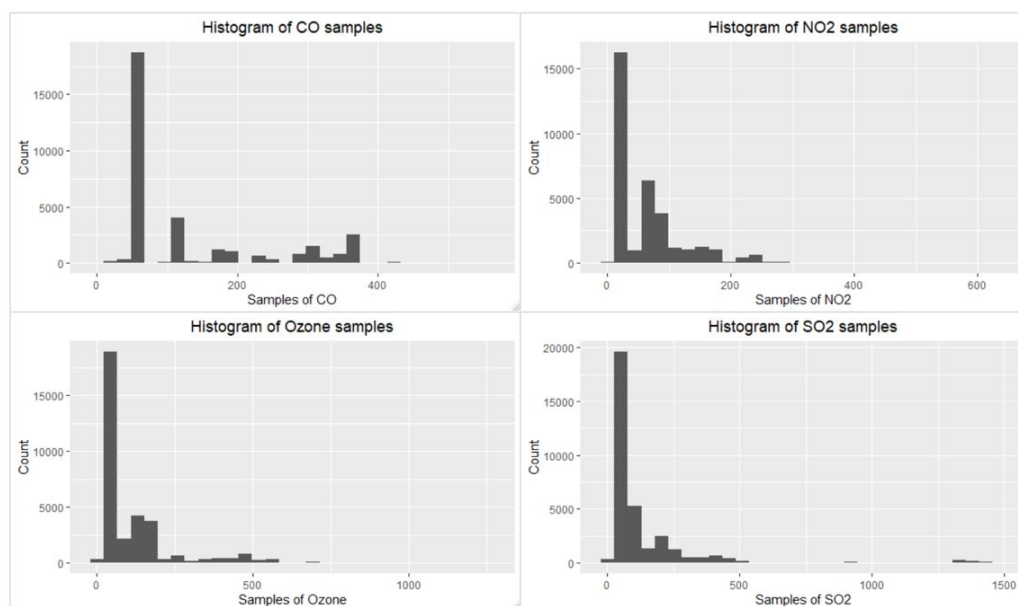 Histogram of CO samples
Count
15000
10000
5000
0
0 200 400
Samples of CO
Histogram of NO2 samples
Count
15000
10000
5000
0
0 200 400 600
Samples of NO2
Histogram of Ozone samples
Count
15000
10000
5000
0
0 500 1000
Samples of Ozone
Histogram of SO2 samples
Count
20000
15000
10000
5000
0
0 500 1000 1500
Samples of SO2